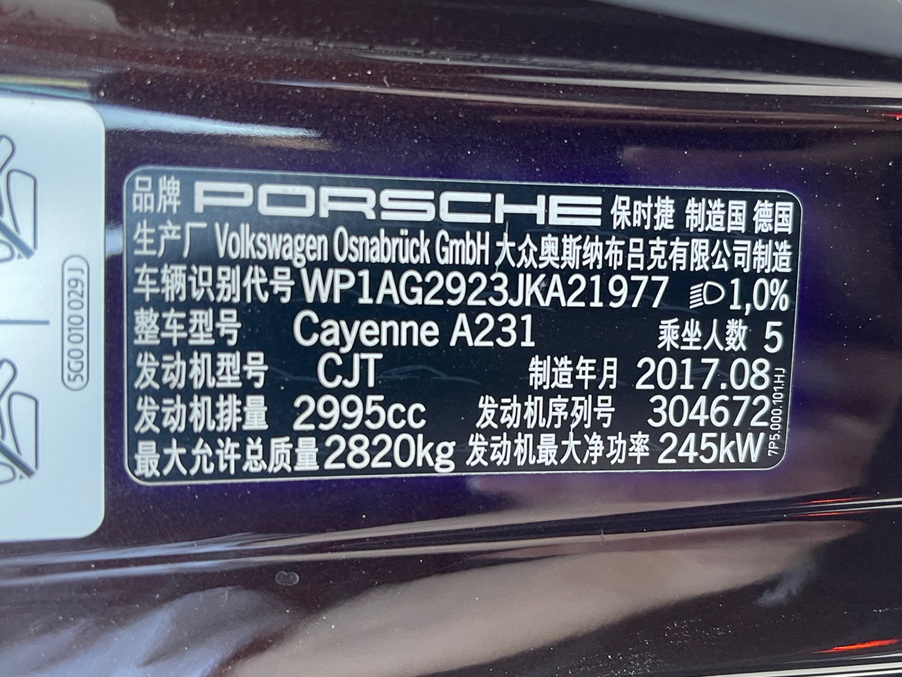 品牌 PORSCHE 保时捷 制造国 德国
生产厂 Volkswagen Osnabrück GmbH 大众奥斯纳布吕克有限公司制造
车辆识别代号 WP1AG2923JKA21977 1,0%
整车型号 Cayenne A231 乘坐人数 5
发动机型号 CJT 制造年月 2017.08
发动机排量 2995cc 发动机序列号 304672
最大允许总质量 2820kg 发动机最大净功率 245kW
7P5.000.101.HJ
5G0 010 029J